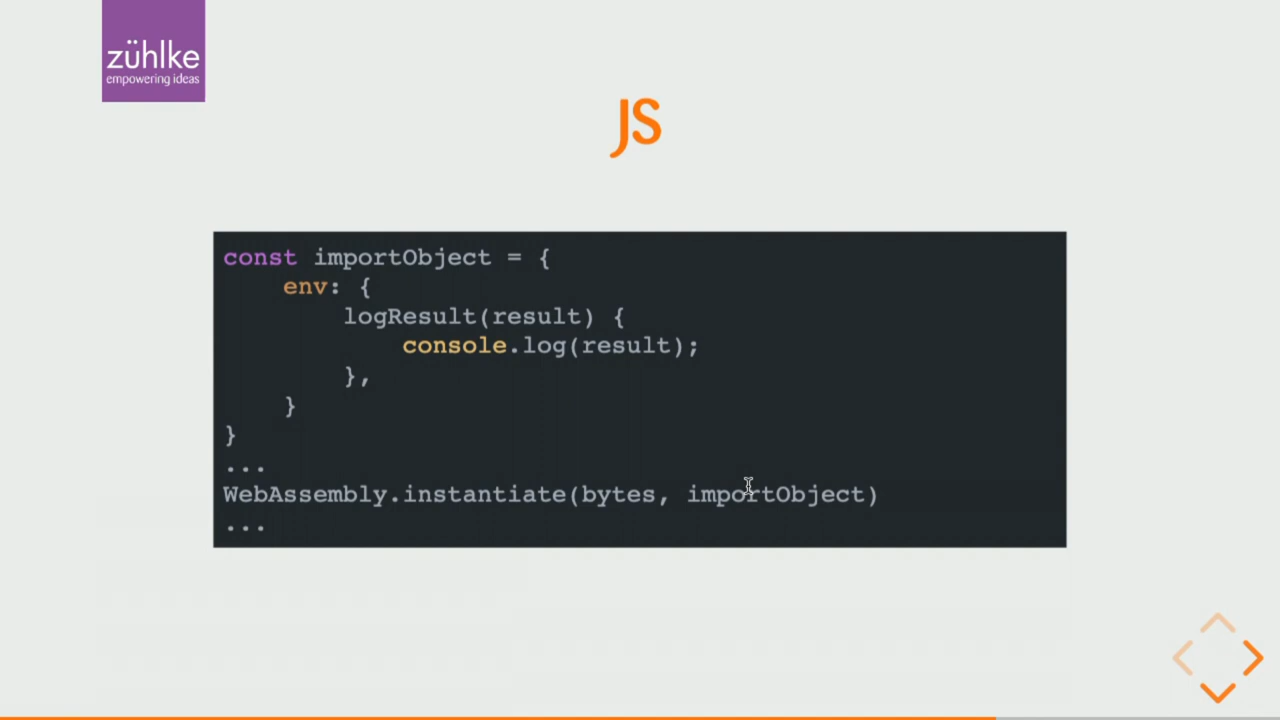 zühlke
empowering ideas
JS
const importObject = {
    env: {
        logResult(result) {
            console.log(result);
        },
    }
}
...
WebAssembly.instantiate(bytes, importObject)
...